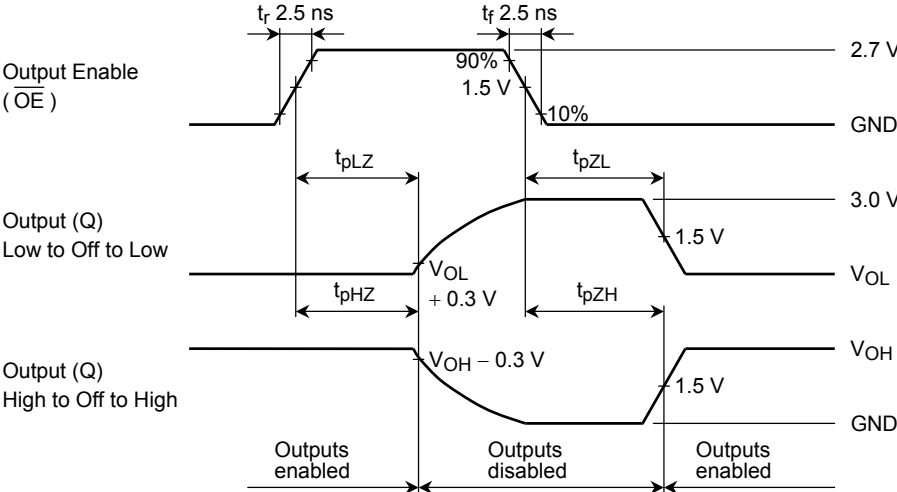 tr 2.5 ns
tf 2.5 ns
2.7 V
Output Enable
( OE )
90%
1.5 V
10%
GND
tpLZ
tpZL
3.0 V
Output (Q)
Low to Off to Low
1.5 V
VOL
+ 0.3 V
VOL
tpHZ
tpZH
VOH
VOH − 0.3 V
Output (Q)
High to Off to High
1.5 V
GND
Outputs
enabled
Outputs
disabled
Outputs
enabled